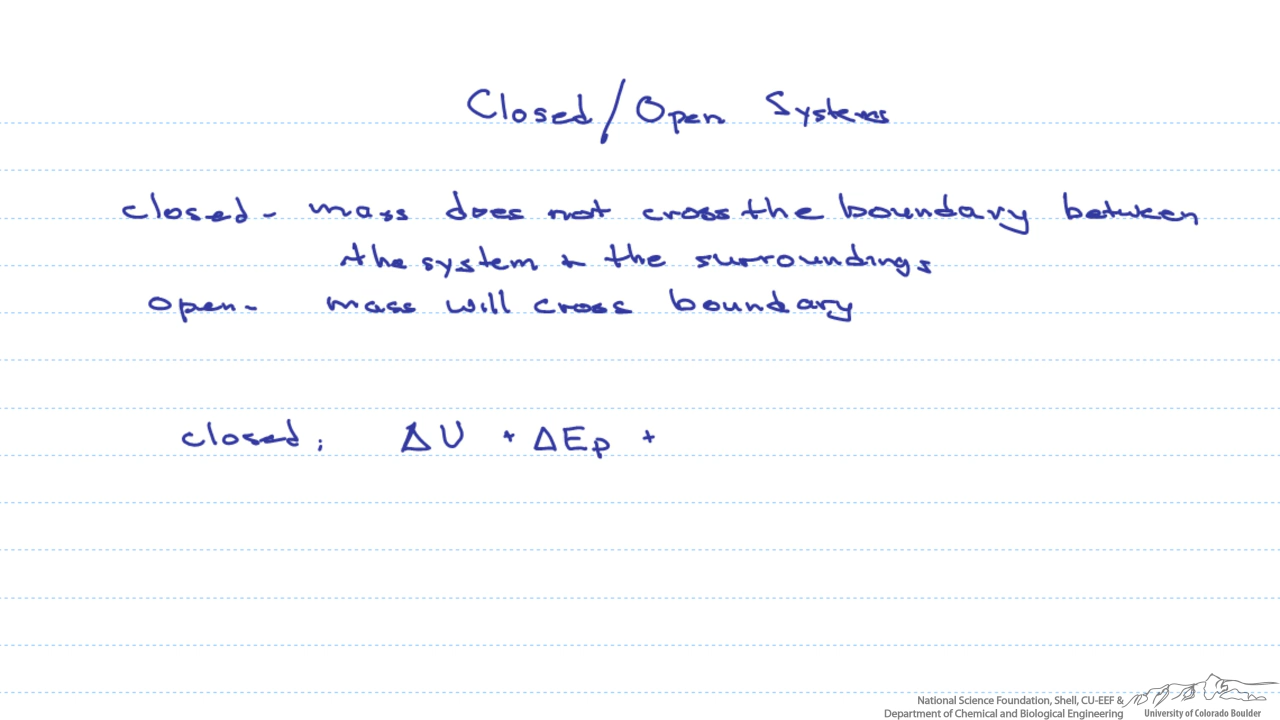 Closed/Open Systems
closed - mass does not cross the boundary between
the system & the surroundings
open - mass will cross boundary
closed: ΔU + ΔEp +
National Science Foundation, Shell, CU-EEF &
Department of Chemical and Biological Engineering
University of Colorado Boulder